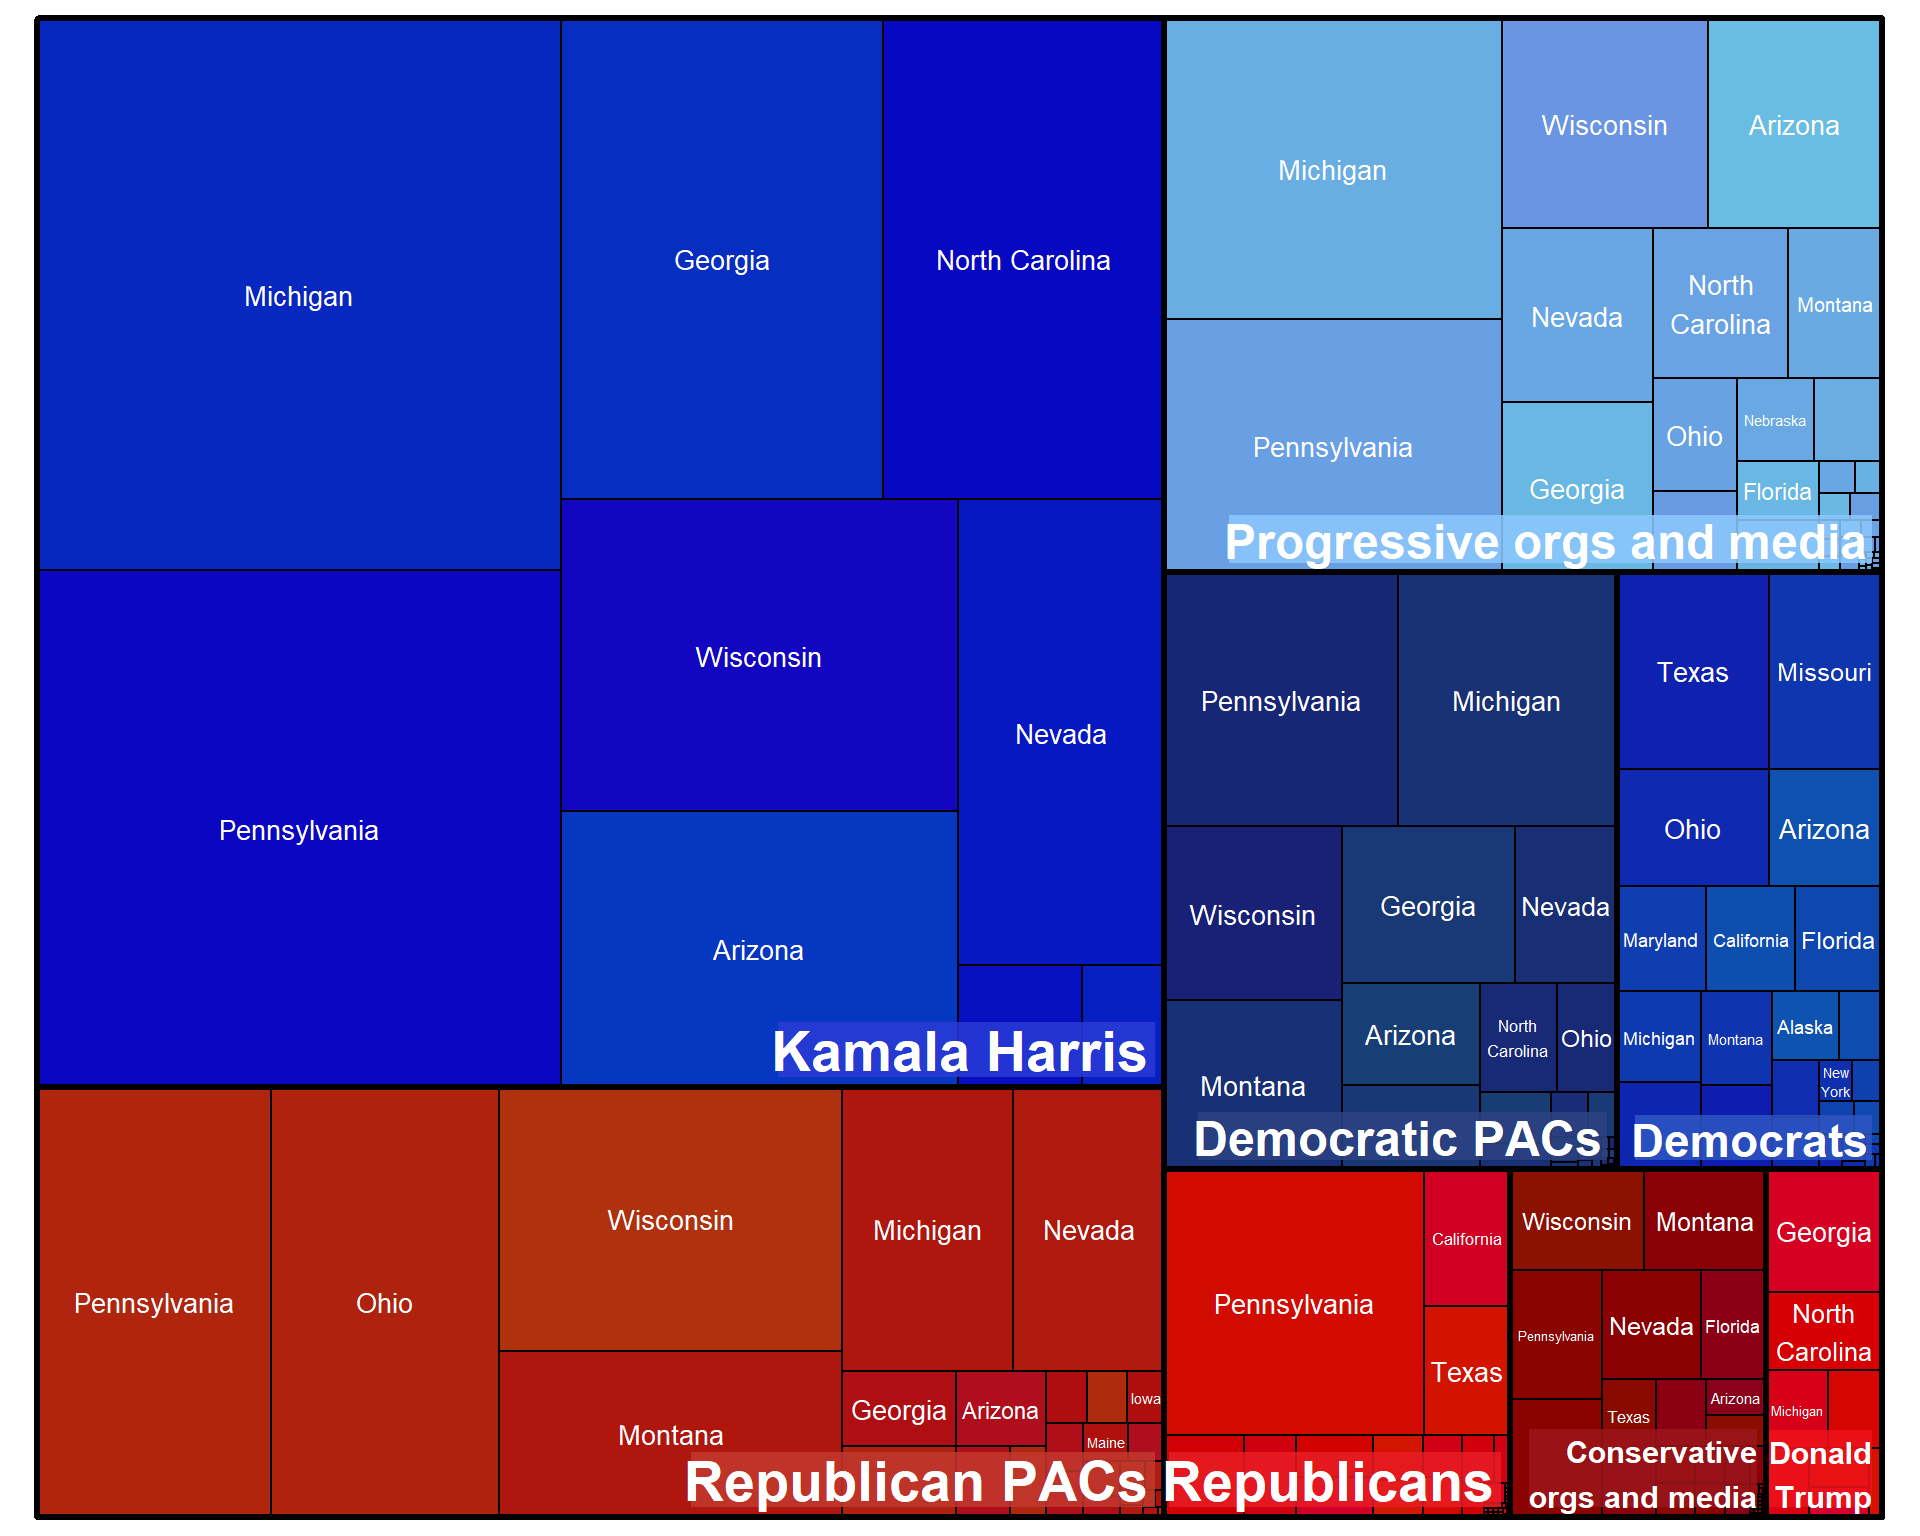 Michigan
Georgia
North Carolina
Pennsylvania
Wisconsin
Nevada
Arizona
Kamala Harris
Michigan
Wisconsin
Arizona
Pennsylvania
Nevada
North
Carolina
Montana
Georgia
Ohio
Nebraska
Florida
Progressive orgs and media
Pennsylvania
Michigan
Wisconsin
Georgia
Nevada
Montana
Arizona
North
Carolina
Ohio
Democratic PACs
Texas
Missouri
Ohio
Arizona
Maryland
California
Florida
Michigan
Montana
Alaska
New
York
Democrats
Pennsylvania
Ohio
Wisconsin
Montana
Michigan
Nevada
Georgia
Arizona
Iowa
Maine
Republican PACs
Pennsylvania
California
Texas
Republicans
Wisconsin
Montana
Pennsylvania
Nevada
Florida
Texas
Arizona
Conservative
orgs and media
Georgia
North
Carolina
Michigan
Donald
Trump